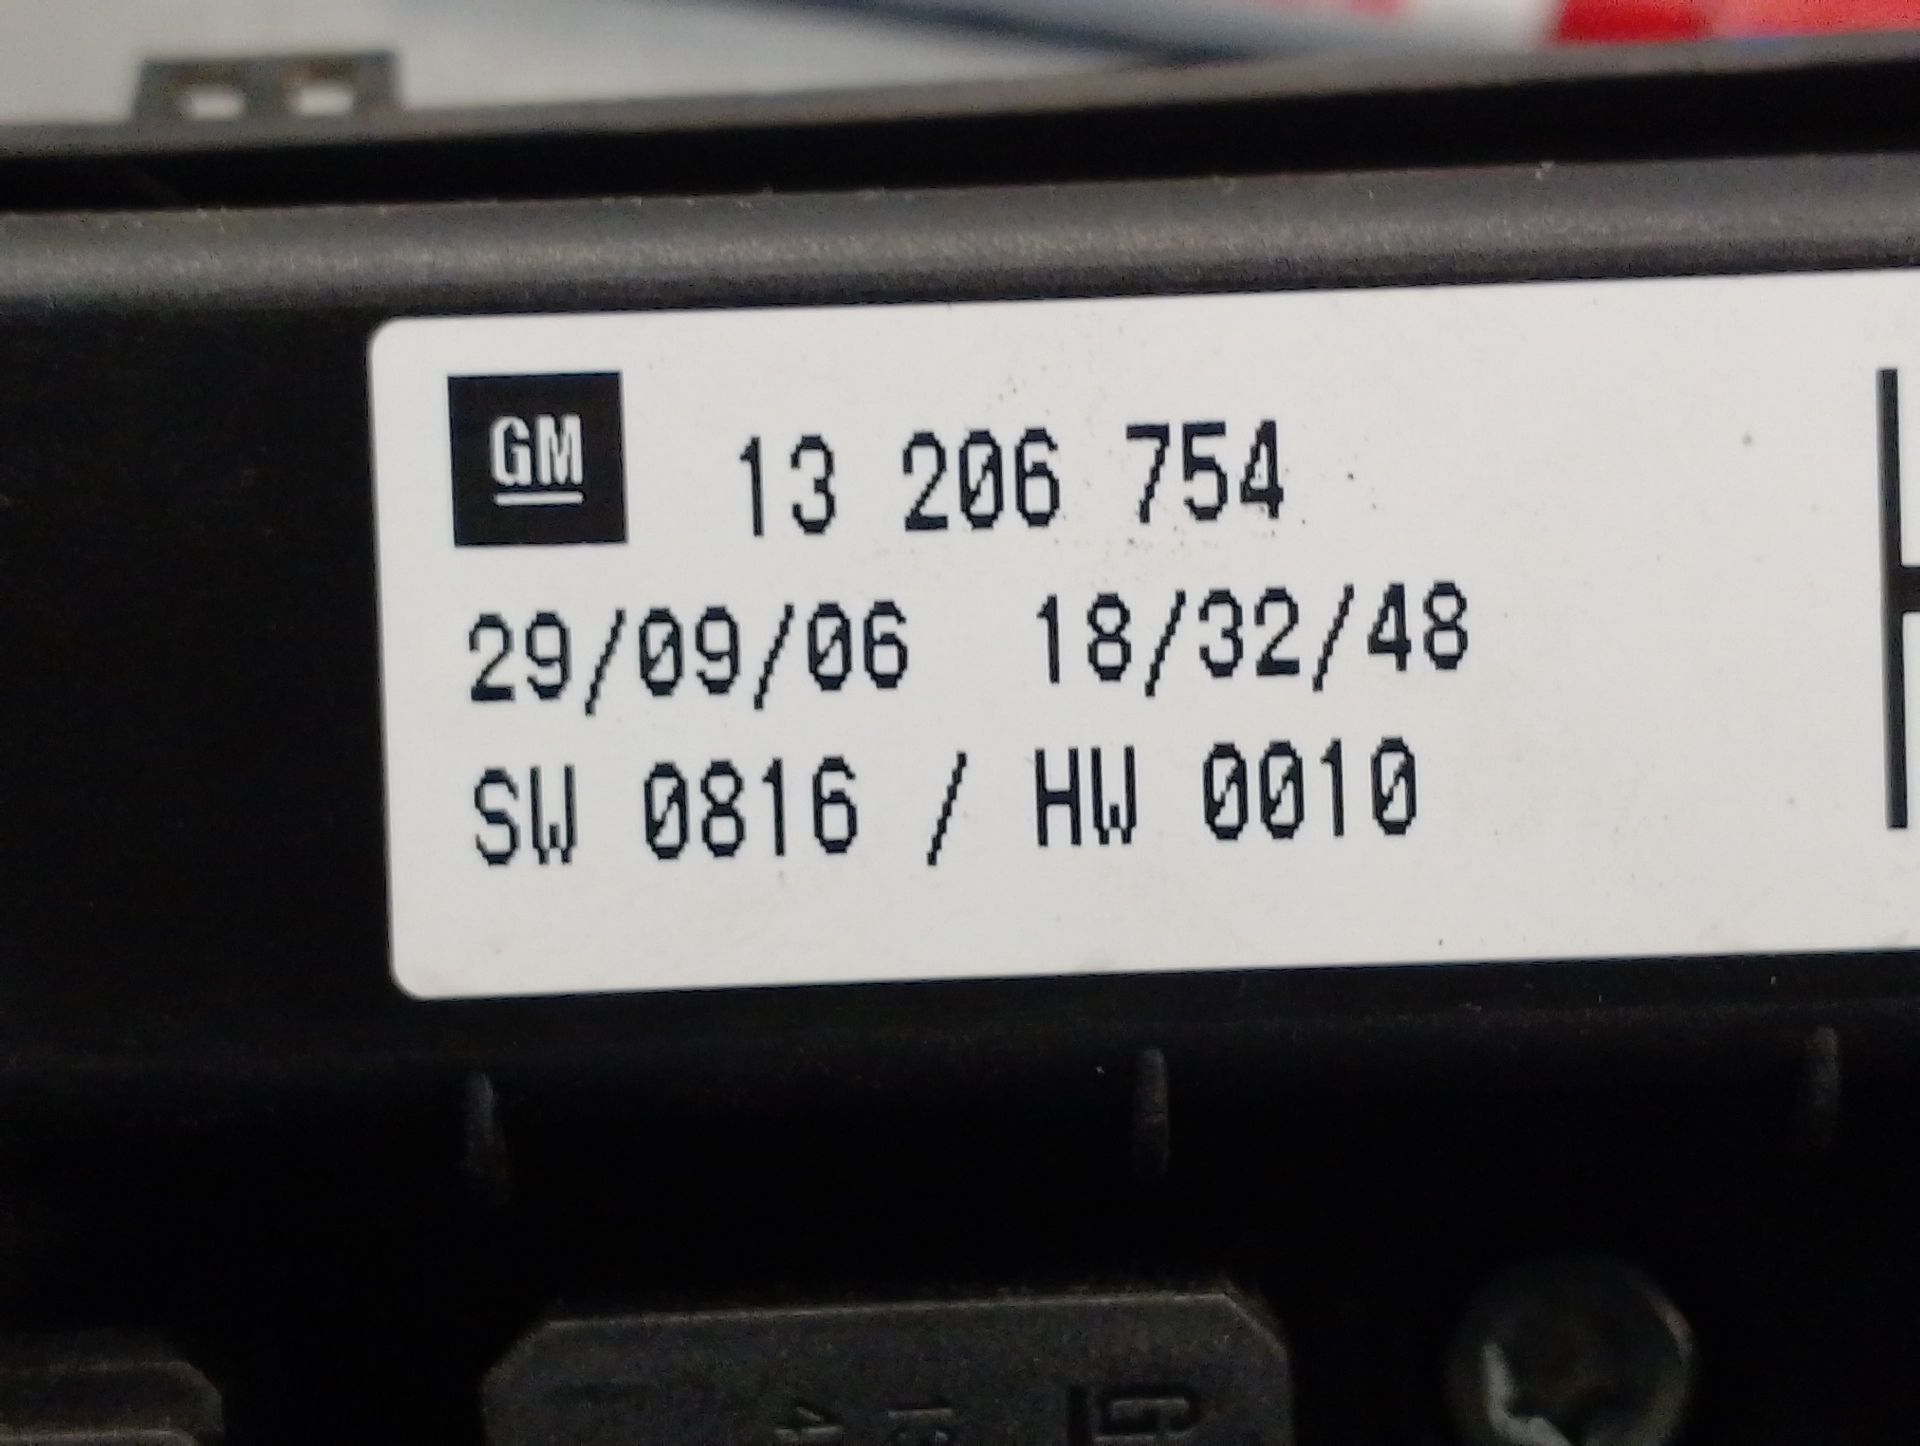 GM 13 206 754
29/09/06 18/32/48
SW 0816 / HW 0010